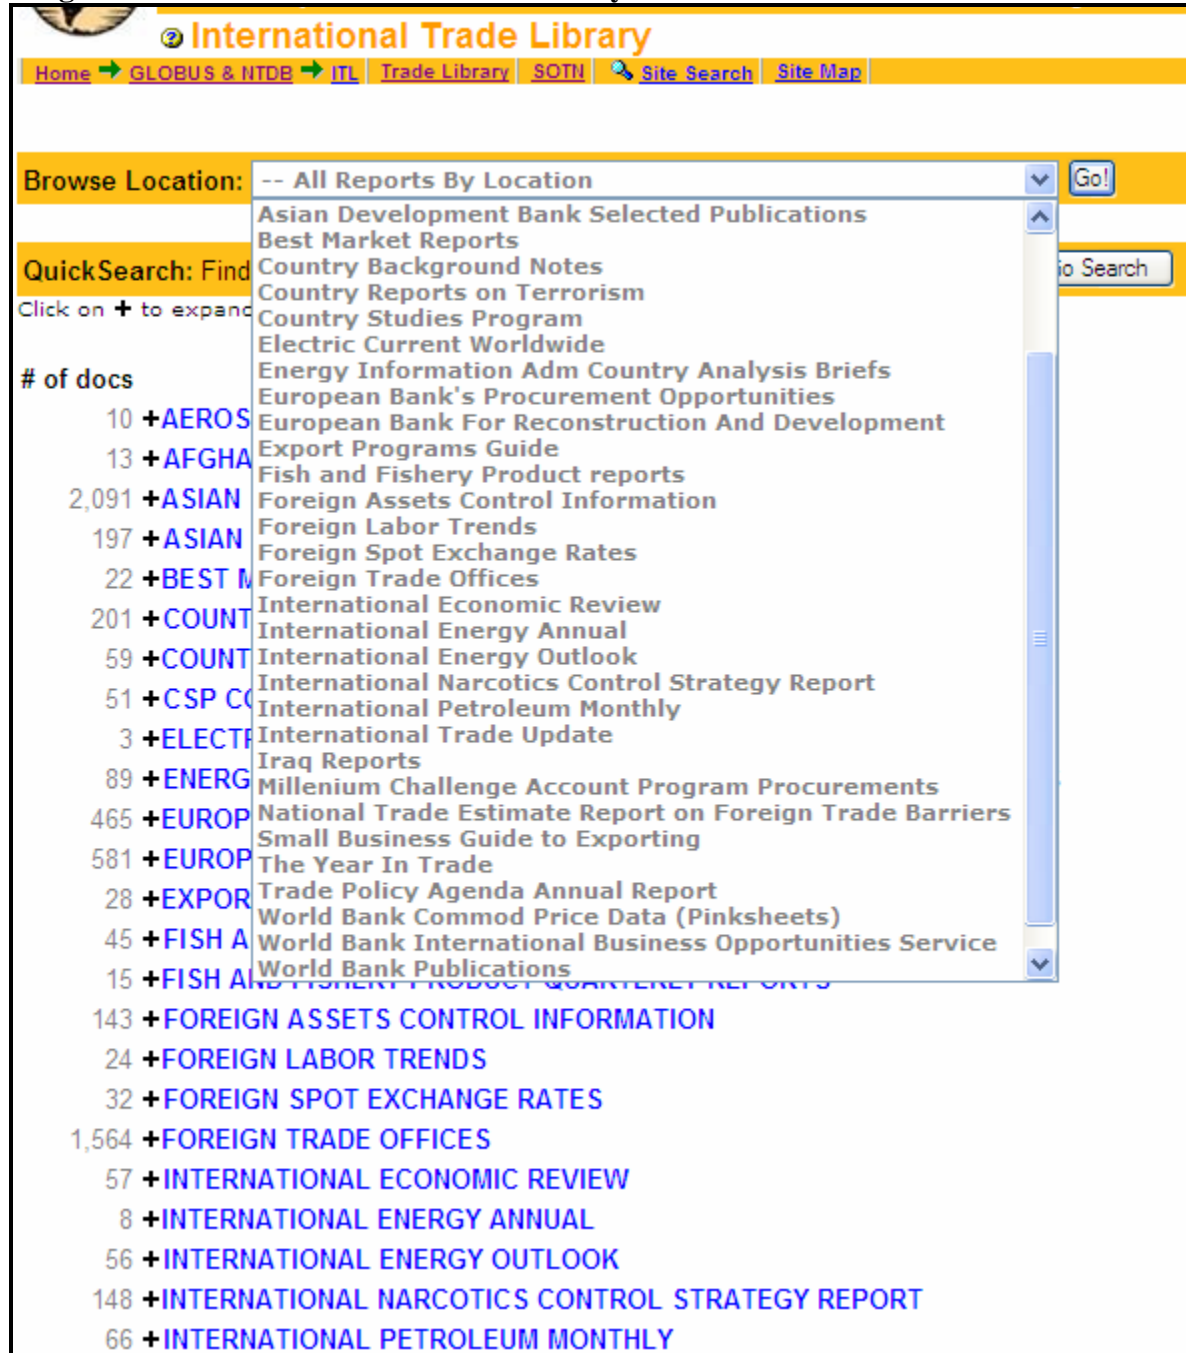 International Trade Library
Home GLOBUS & NTDB ITL Trade Library SOTN Site Search Site Map
Browse Location: -- All Reports By Location Go!
Asian Development Bank Selected Publications
Best Market Reports
QuickSearch: Find Country Background Notes Search
Country Reports on Terrorism
Click on + to expand
Country Studies Program
Electric Current Worldwide
# of docs
Energy Information Adm Country Analysis Briefs
European Bank's Procurement Opportunities
10 +AEROS
European Bank For Reconstruction And Development
Export Programs Guide
13 +AFGHA
Fish and Fishery Product reports
2,091 +ASIAN
Foreign Assets Control Information
Foreign Labor Trends
197 +ASIAN
Foreign Spot Exchange Rates
22 +BEST
Foreign Trade Offices
International Economic Review
201 +COUNT
International Energy Annual
59 +COUNT
International Energy Outlook
International Narcotics Control Strategy Report
51 +CSP
International Petroleum Monthly
3 +ELECT
International Trade Update
Iraq Reports
89 +ENERG
Millenium Challenge Account Program Procurements
465 +EUROP
National Trade Estimate Report on Foreign Trade Barriers
Small Business Guide to Exporting
581 +EUROP
The Year In Trade
28 +EXPOR
Trade Policy Agenda Annual Report
World Bank Commod Price Data (Pinksheets)
45 +FISH A
World Bank International Business Opportunities Service
World Bank Publications
15 +FISH AND FISHERY PRODUCT QUARTERLY REPORTS
143 +FOREIGN ASSETS CONTROL INFORMATION
24 +FOREIGN LABOR TRENDS
32 +FOREIGN SPOT EXCHANGE RATES
1,564 +FOREIGN TRADE OFFICES
57 +INTERNATIONAL ECONOMIC REVIEW
8 +INTERNATIONAL ENERGY ANNUAL
56 +INTERNATIONAL ENERGY OUTLOOK
148 +INTERNATIONAL NARCOTICS CONTROL STRATEGY REPORT
66 +INTERNATIONAL PETROLEUM MONTHLY